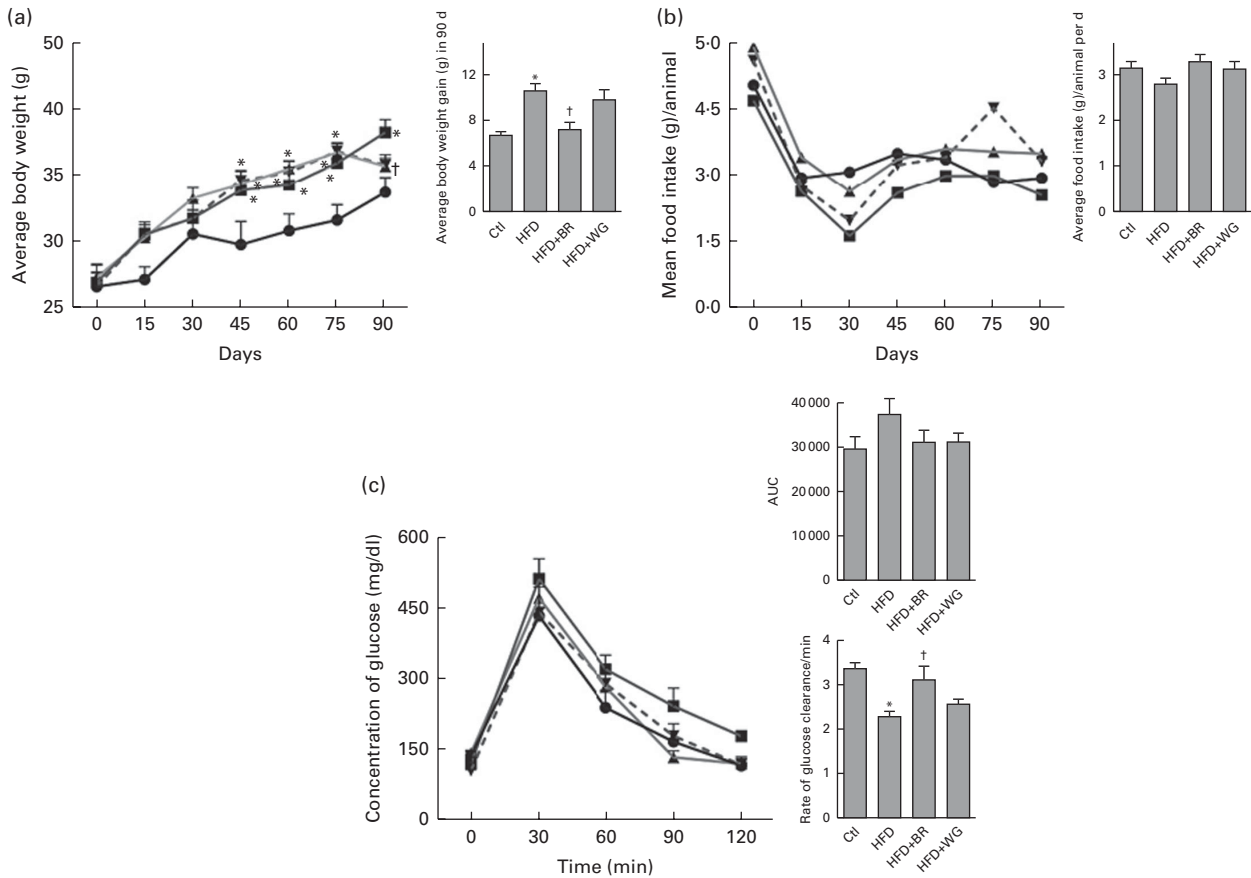 (a)
50
45
40
35
30
25
Average body weight (g)
0 15 30 45 60 75 90
Days
* * * * * * * * * * †
Average body weight gain (g) in 90 d
12
9
6
3
0
* †
Ctl HFD HFD+BR HFD+WG
(b)
5·0
4·5
3·0
1·5
0·0
Mean food intake (g)/animal
0 15 30 45 60 75 90
Days
Average food intake (g)/animal per d
3
2
1
0
Ctl HFD HFD+BR HFD+WG
(c)
600
450
300
150
0
Concentration of glucose (mg/dl)
0 30 60 90 120
Time (min)
40 000
30 000
20 000
10 000
0
AUC
Ctl HFD HFD+BR HFD+WG
4
3
2
1
0
Rate of glucose clearance/min
* †
Ctl HFD HFD+BR HFD+WG